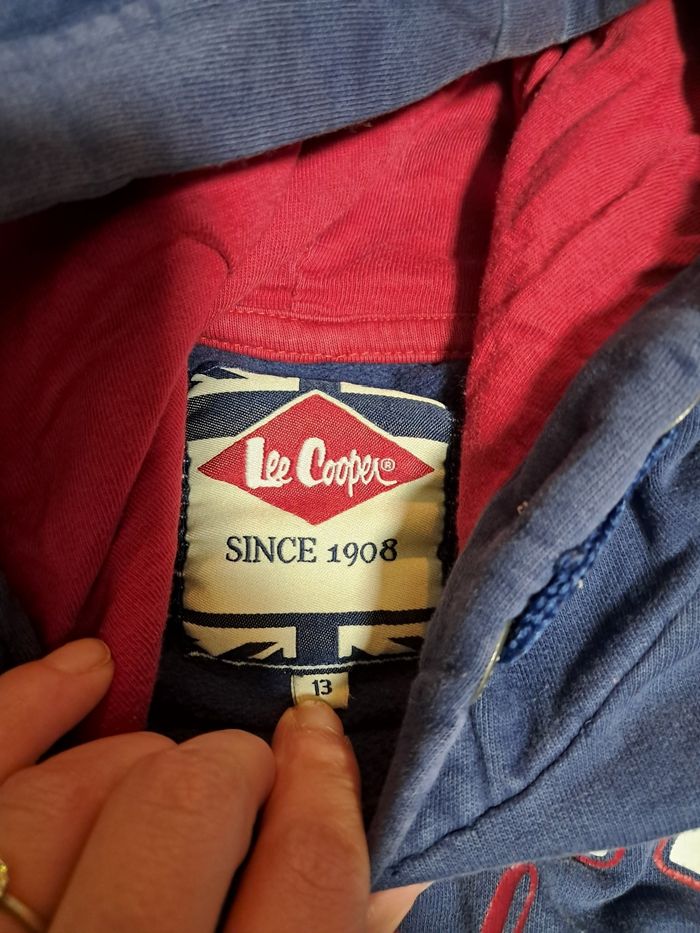 Lee Cooper®
SINCE 1908
13